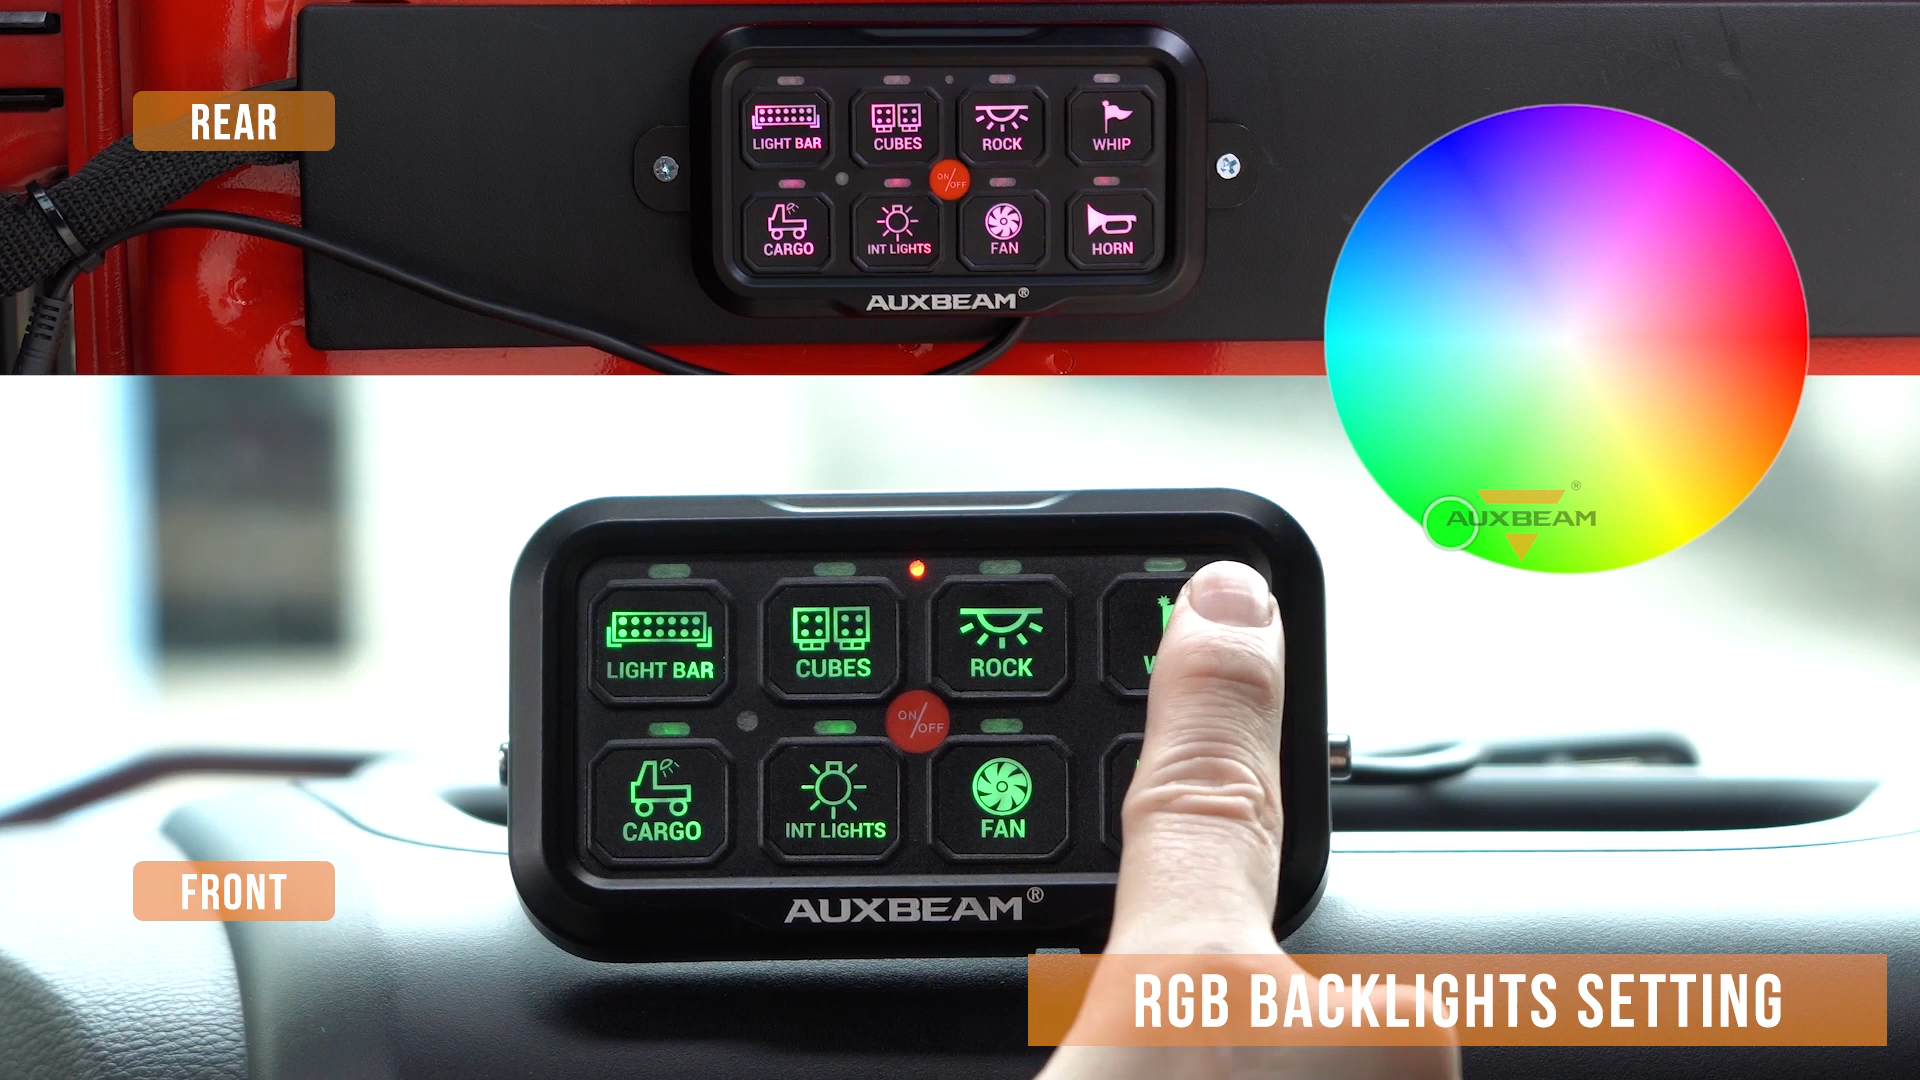 REAR
LIGHT BAR
CUBES
ROCK
WHIP
ON/OFF
CARGO
INT LIGHTS
FAN
HORN
AUXBEAM®
®
AUXBEAM
LIGHT BAR
CUBES
ROCK
W
ON/OFF
CARGO
INT LIGHTS
FAN
AUXBEAM®
FRONT
RGB BACKLIGHTS SETTING